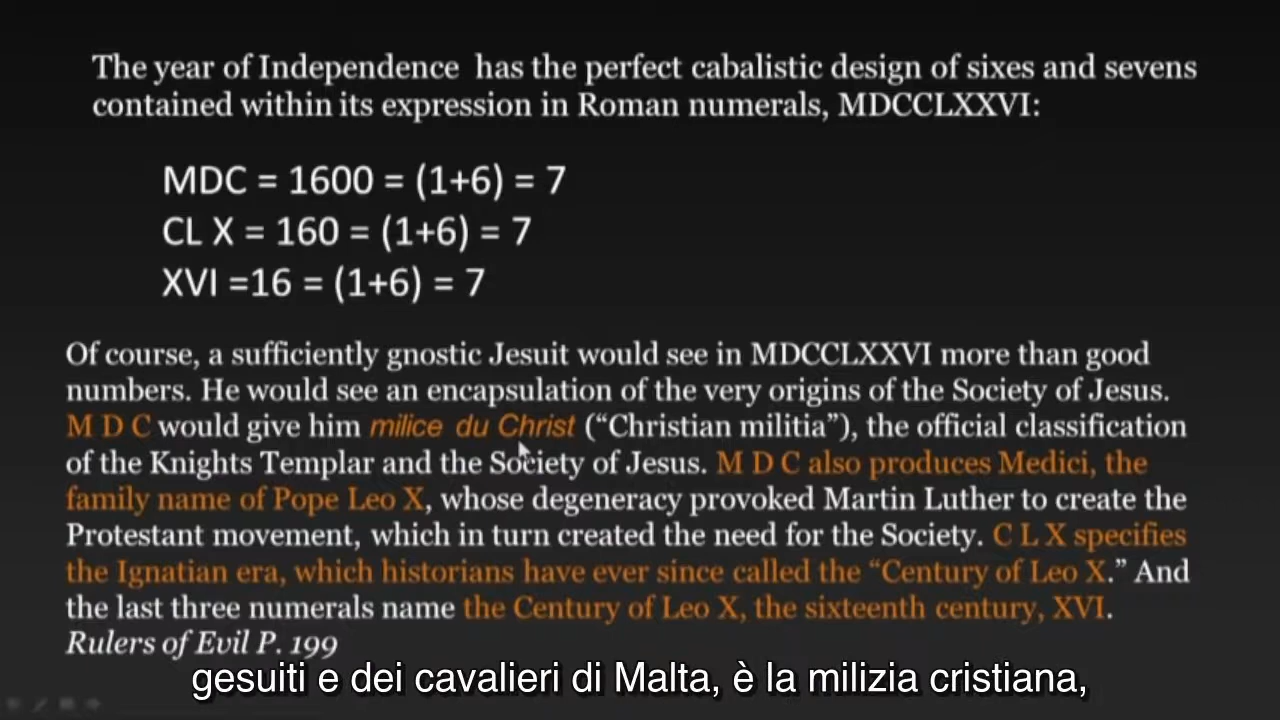 The year of Independence has the perfect cabalistic design of sixes and sevens
contained within its expression in Roman numerals, MDCCLXXVI:
MDC = 1600 = (1+6) = 7
CL X = 160 = (1+6) = 7
XVI =16 = (1+6) = 7
Of course, a sufficiently gnostic Jesuit would see in MDCCLXXVI more than good
numbers. He would see an encapsulation of the very origins of the Society of Jesus.
M D C would give him milice du Christ (“Christian militia”), the official classification
of the Knights Templar and the Society of Jesus. M D C also produces Medici, the
family name of Pope Leo X, whose degeneracy provoked Martin Luther to create the
Protestant movement, which in turn created the need for the Society. C L X specifies
the Ignatian era, which historians have ever since called the “Century of Leo X.” And
the last three numerals name the Century of Leo X, the sixteenth century, XVI.
Rulers of Evil P. 199
gesuiti e dei cavalieri di Malta, è la milizia cristiana,